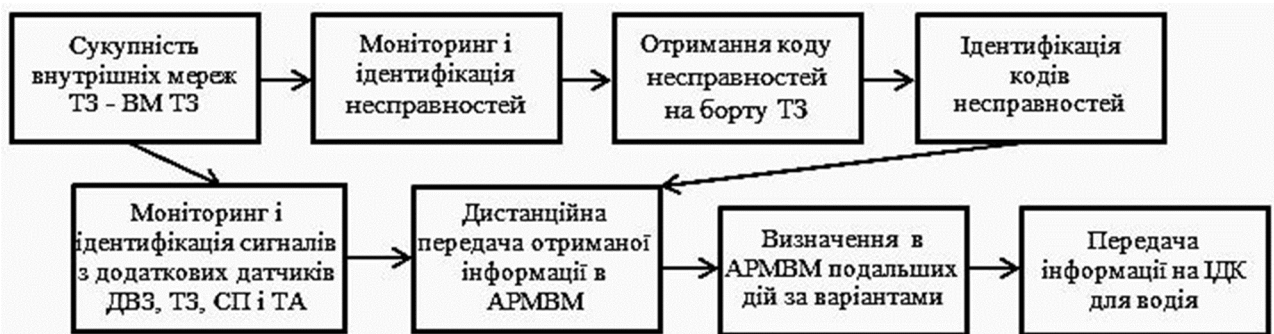 Сукупність
внутрішніх мереж
ТЗ - ВМ ТЗ
Моніторинг і
ідентифікація
несправностей
Отримання коду
несправностей
на борту ТЗ
Ідентифікація
кодів
несправностей
Моніторинг і
ідентифікація сигналів
з додаткових датчиків
ДВЗ, ТЗ, СП і ТА
Дистанційна
передача отриманої
інформації в
АРМВМ
Визначення в
АРМВМ подальших
дій за варіантами
Передача
інформації на ІДК
для водія